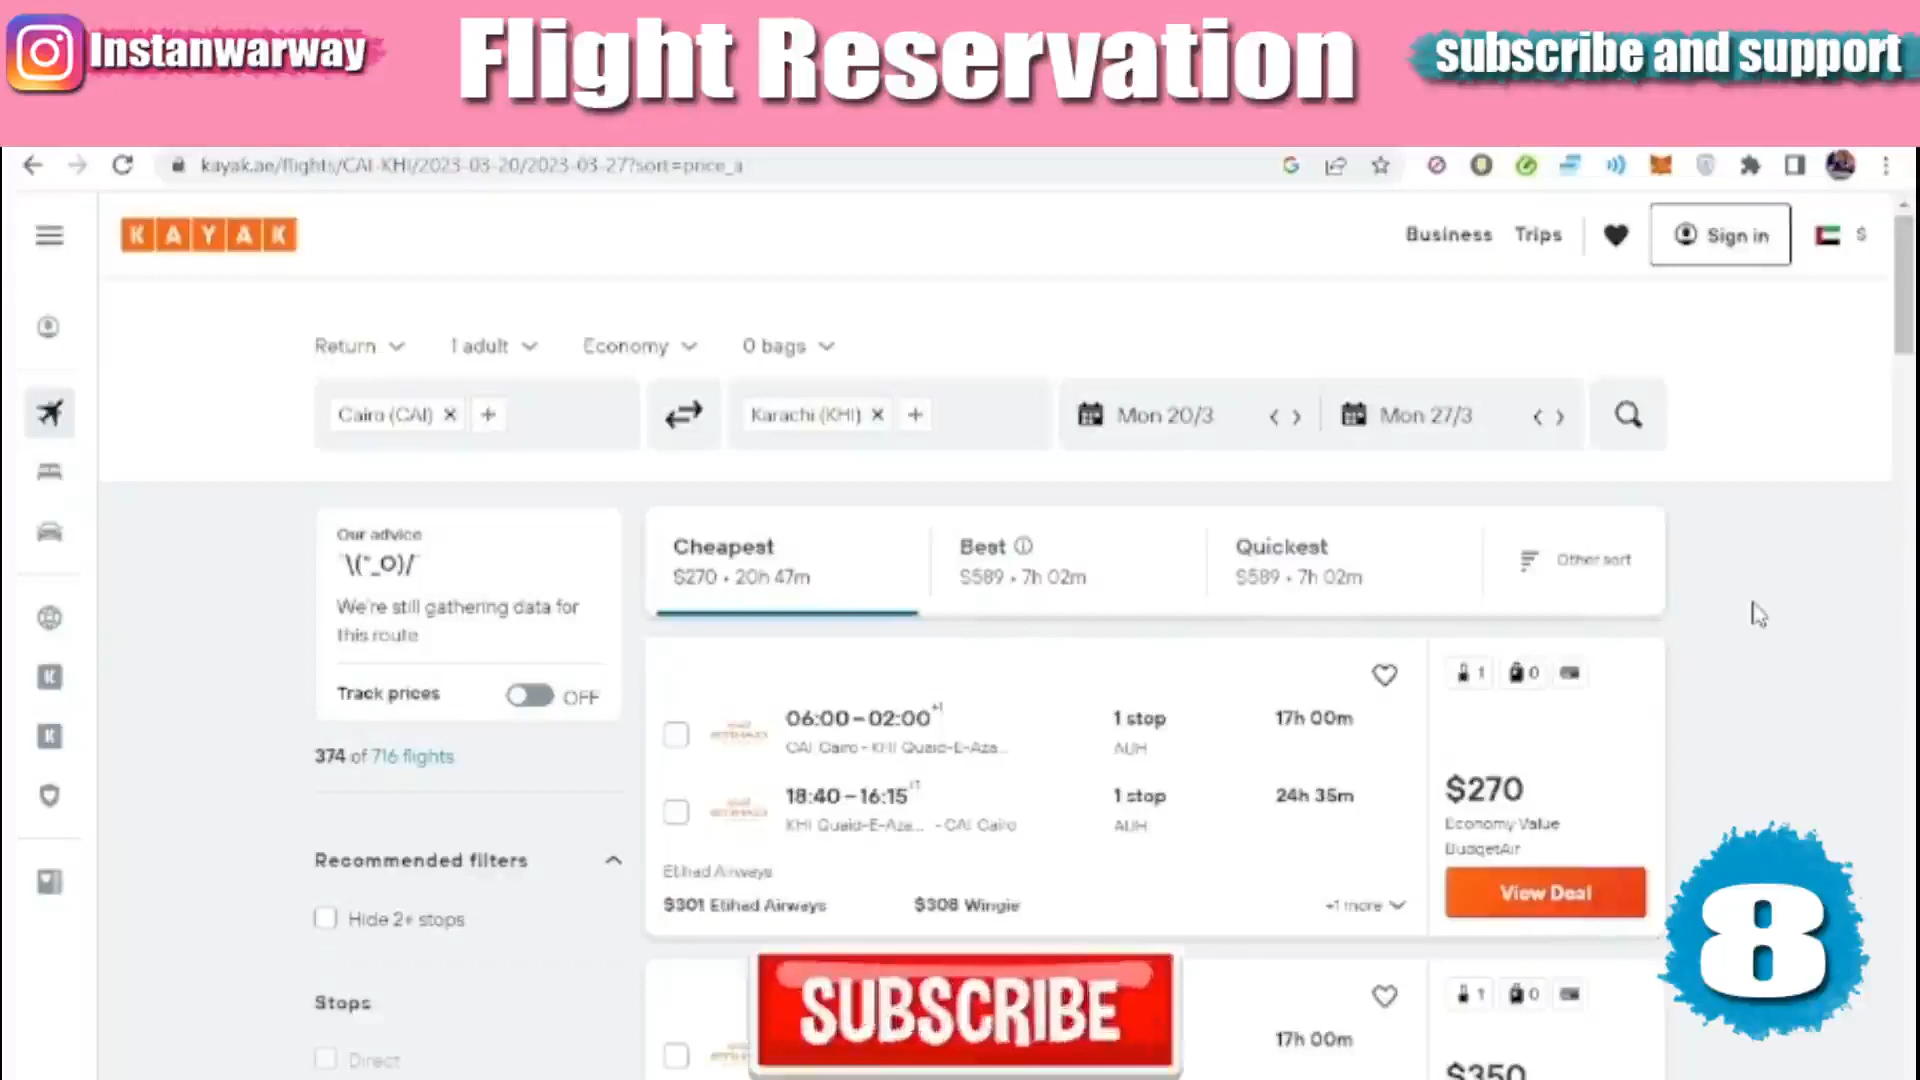 Instanwarway
Flight Reservation
subscribe and support
kayak.ae/flights/CAI-KHI/2023-03-20/2023-03-27?sort=price_a
KAYAK
Business
Trips
Sign in
$
Return
1 adult
Economy
0 bags
Cairo (CAI)
Karachi (KHI)
Mon 20/3
Mon 27/3
Our advice
¯\(°_O)/¯
We're still gathering data for
this route
Track prices
OFF
374 of 716 flights
Recommended filters
Hide 2+ stops
Stops
Direct
Cheapest
$270 • 20h 47m
Best
$589 • 7h 02m
Quickest
$589 • 7h 02m
Other sort
06:00 – 02:00+1
CAI Cairo - KHI Quaid-E-Aza...
1 stop
AUH
17h 00m
18:40 – 16:15+1
KHI Quaid-E-Aza... - CAI Cairo
1 stop
AUH
24h 35m
Etihad Airways
$301 Etihad Airways
$308 Wingie
+1 more
1
0
$270
Economy Value
BudgetAir
View Deal
8
SUBSCRIBE
17h 00m
1
0
$350